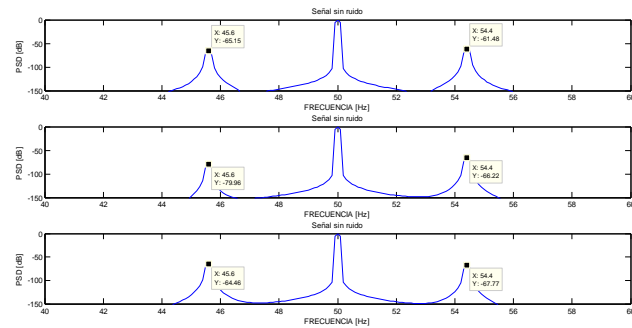 Señal sin ruido
PSD [dB]
0
-50
-100
-150
X: 45.6
Y: -65.15
X: 54.4
Y: -61.48
40 42 44 46 48 50 52 54 56 58 60
FRECUENCIA [Hz]
Señal sin ruido
PSD [dB]
0
-50
-100
-150
X: 45.6
Y: -79.96
X: 54.4
Y: -66.22
40 42 44 46 48 50 52 54 56 58 60
FRECUENCIA [Hz]
Señal sin ruido
PSD [dB]
0
-50
-100
-150
X: 45.6
Y: -64.46
X: 54.4
Y: -67.77
40 42 44 46 48 50 52 54 56 58 60
FRECUENCIA [Hz]